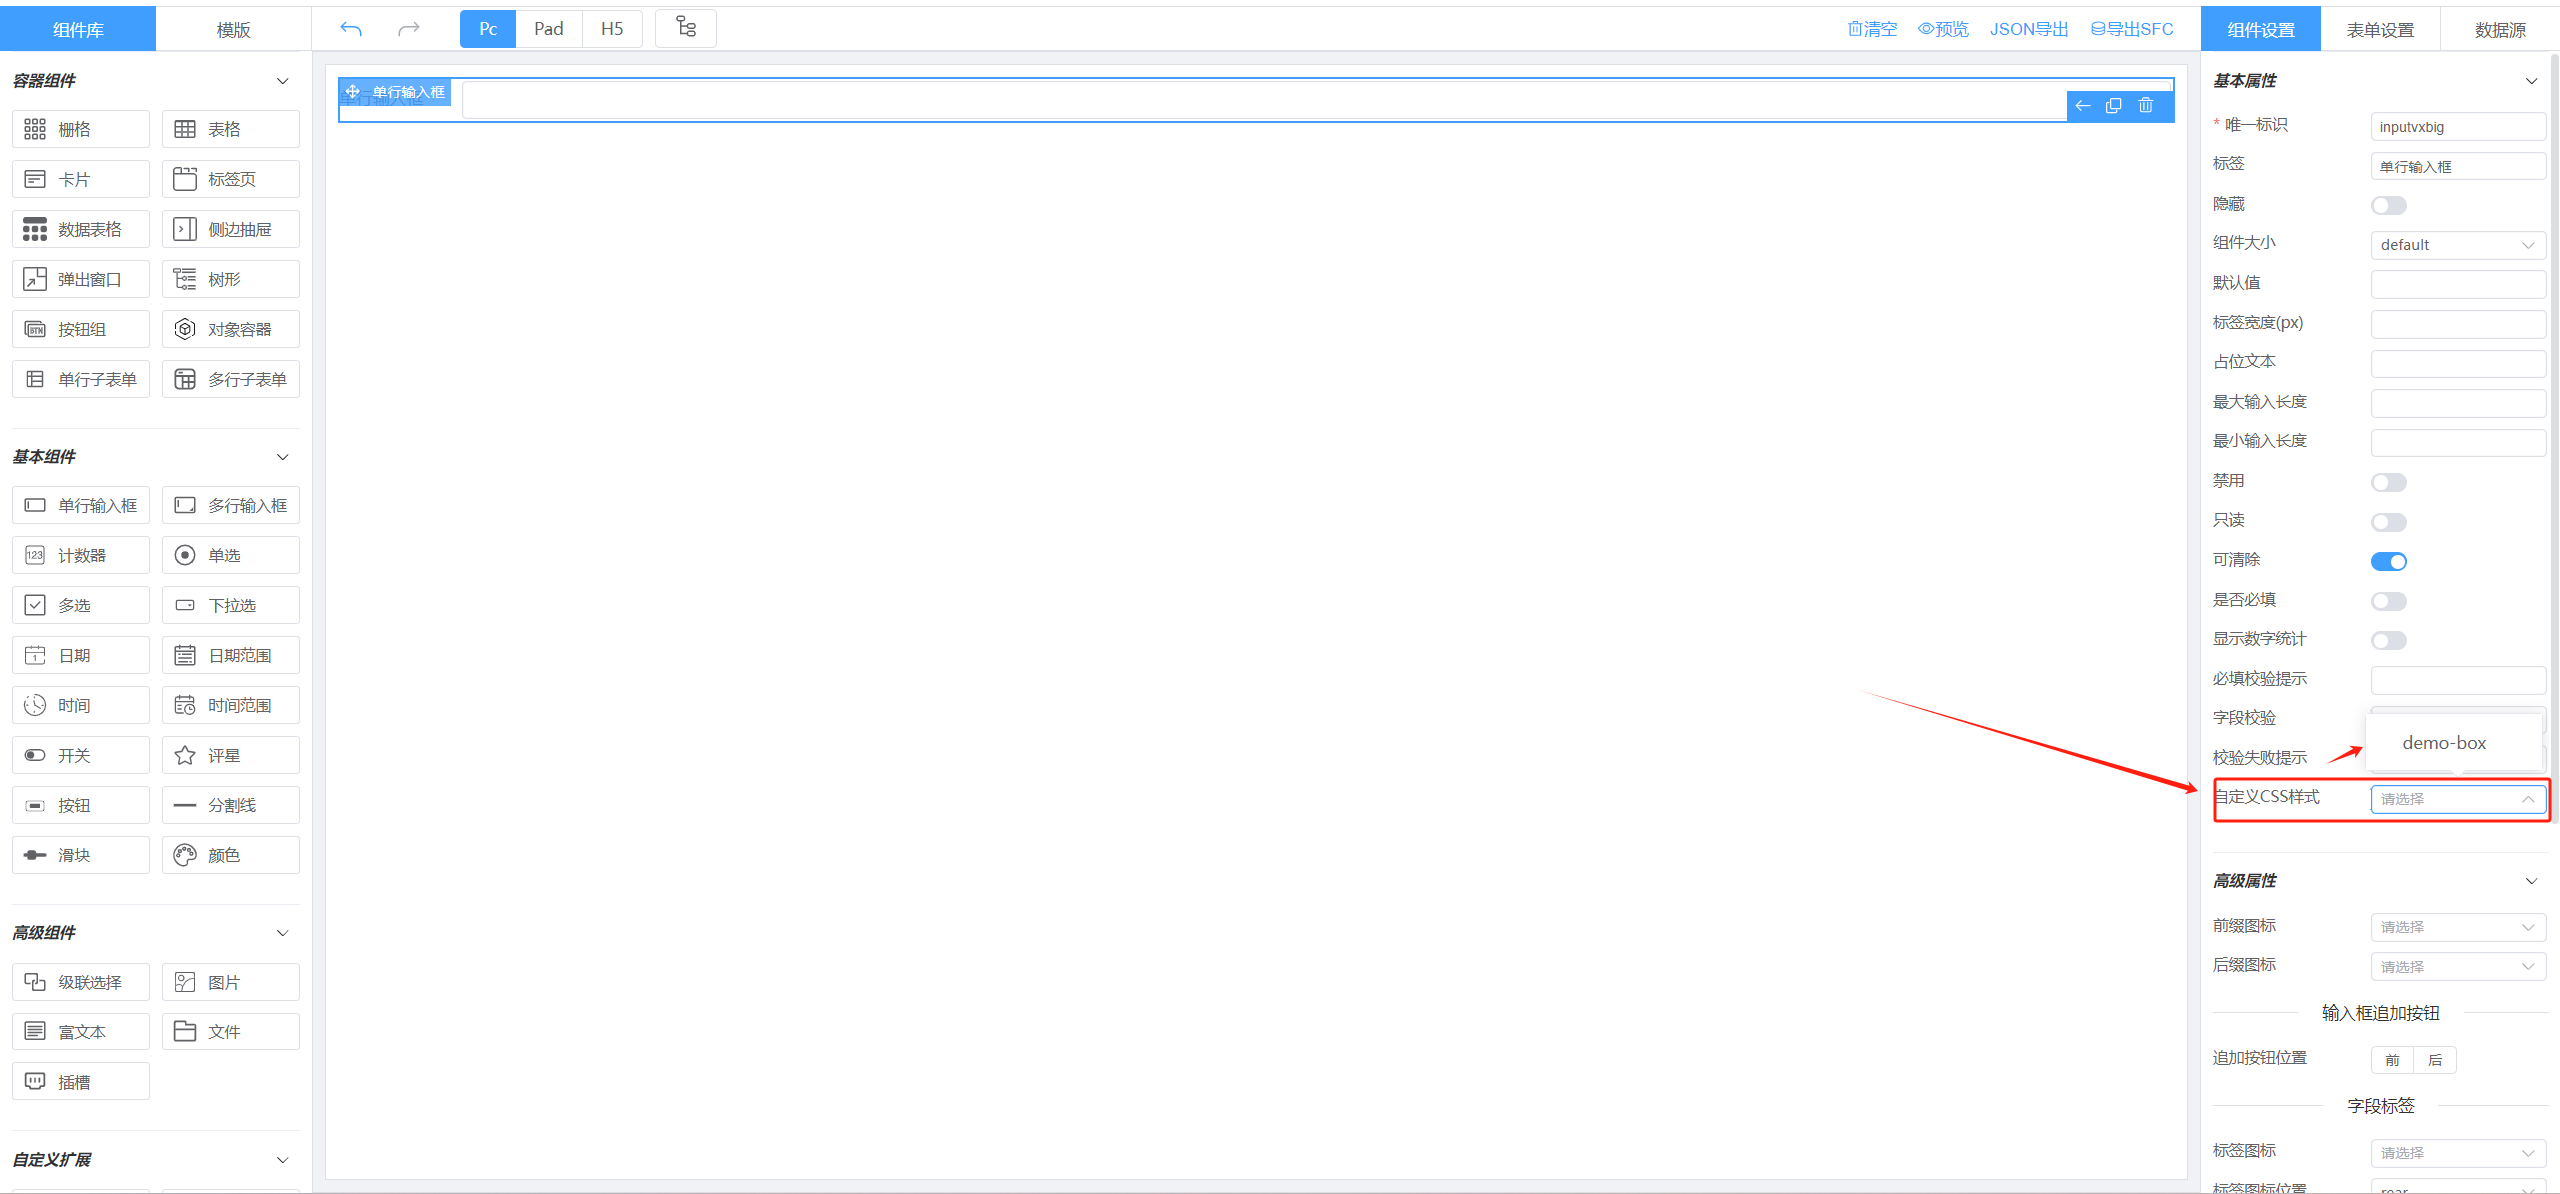 组件库
模版
Pc
Pad
H5
清空
预览
JSON导出
导出SFC
组件设置
表单设置
数据源
容器组件
栅格
表格
卡片
标签页
数据表格
侧边抽屉
弹出窗口
树形
按钮组
对象容器
单行子表单
多行子表单
基本组件
单行输入框
多行输入框
计数器
单选
多选
下拉选
日期
日期范围
时间
时间范围
开关
评星
按钮
分割线
滑块
颜色
高级组件
级联选择
图片
富文本
文件
插槽
自定义扩展
单行输入框
基本属性
* 唯一标识
inputvxbig
标签
单行输入框
隐藏
组件大小
default
默认值
标签宽度(px)
占位文本
最大输入长度
最小输入长度
禁用
只读
可清除
是否必填
显示数字统计
必填校验提示
字段校验
demo-box
校验失败提示
自定义CSS样式
请选择
高级属性
前缀图标
请选择
后缀图标
请选择
输入框追加按钮
追加按钮位置
前
后
字段标签
标签图标
请选择
标签图标位置
rear